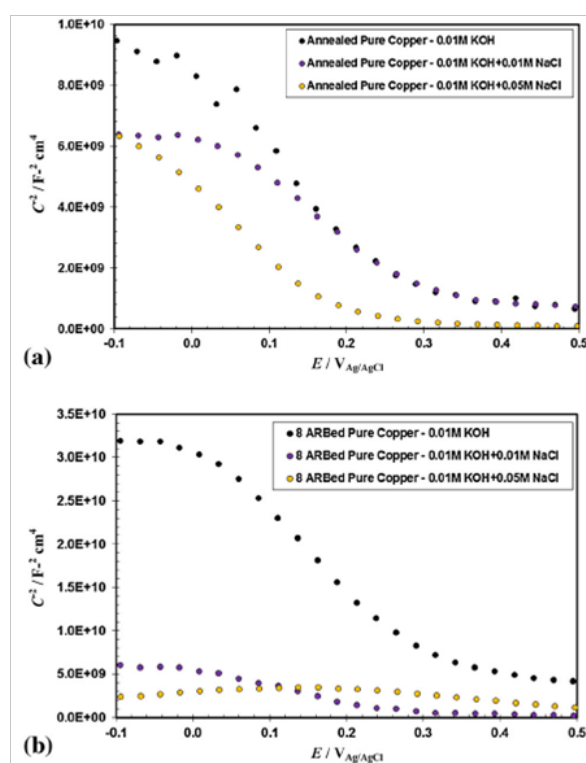 1.0E+10
8.0E+09
6.0E+09
4.0E+09
2.0E+09
0.0E+00
C⁻² / F⁻² cm⁴
Annealed Pure Copper - 0.01M KOH
Annealed Pure Copper - 0.01M KOH+0.01M NaCl
Annealed Pure Copper - 0.01M KOH+0.05M NaCl
-0.1 0 0.1 0.2 0.3 0.4 0.5
(a)
E / V Ag/AgCl
3.5E+10
3.0E+10
2.5E+10
2.0E+10
1.5E+10
1.0E+10
5.0E+09
0.0E+00
C⁻² / F⁻² cm⁴
8 ARBed Pure Copper - 0.01M KOH
8 ARBed Pure Copper - 0.01M KOH+0.01M NaCl
8 ARBed Pure Copper - 0.01M KOH+0.05M NaCl
-0.1 0 0.1 0.2 0.3 0.4 0.5
(b)
E / V Ag/AgCl